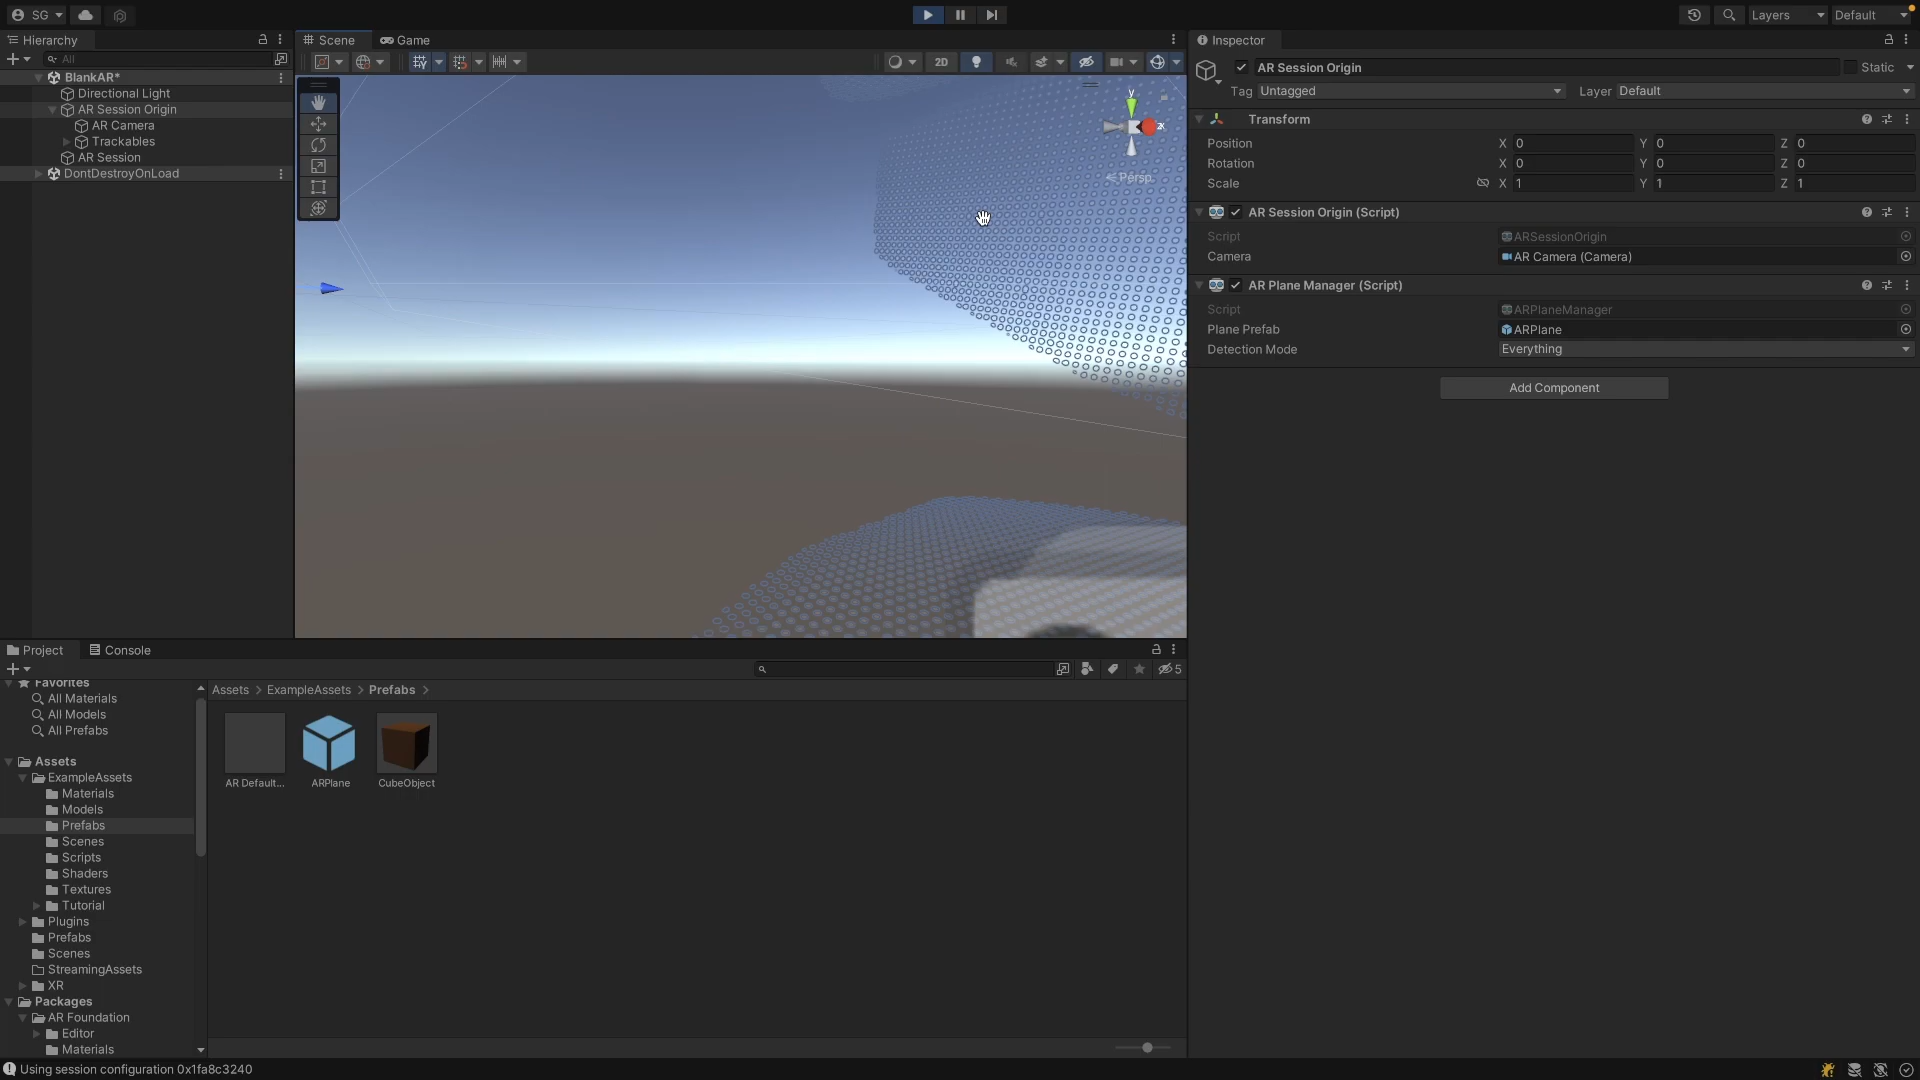 SG
Layers
Default
Hierarchy
All
BlankAR*
Directional Light
AR Session Origin
AR Camera
Trackables
AR Session
DontDestroyOnLoad
Scene
Game
2D
y
Persp
Inspector
AR Session Origin
Static
Tag Untagged
Layer Default
Transform
Position X 0 Y 0 Z 0
Rotation X 0 Y 0 Z 0
Scale X 1 Y 1 Z 1
AR Session Origin (Script)
Script ARSessionOrigin
Camera AR Camera (Camera)
AR Plane Manager (Script)
Script ARPlaneManager
Plane Prefab ARPlane
Detection Mode Everything
Add Component
Project
Console
5
Favorites
All Materials
All Models
All Prefabs
Assets
ExampleAssets
Materials
Models
Prefabs
Scenes
Scripts
Shaders
Textures
Tutorial
Plugins
Prefabs
Scenes
StreamingAssets
XR
Packages
AR Foundation
Editor
Materials
Assets > ExampleAssets > Prefabs >
AR Default...
ARPlane
CubeObject
Using session configuration 0x1fa8c3240